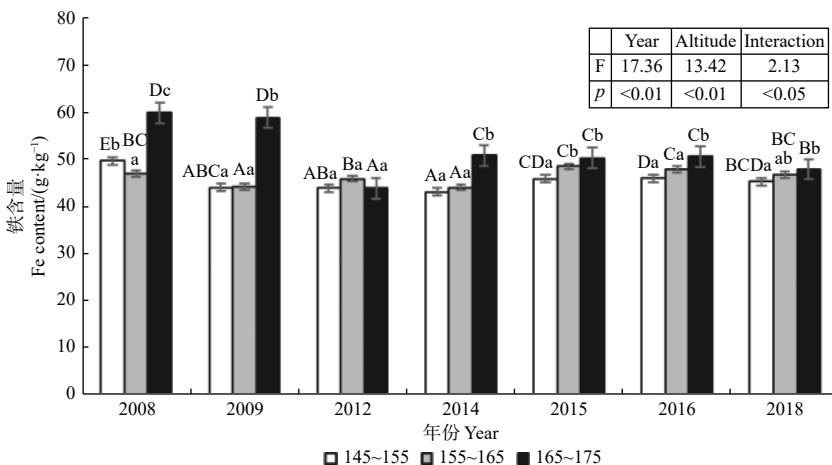 80
70
60
50
40
30
20
10
0
铁含量
Fe content/(g·kg⁻¹)
Year Altitude Interaction
F 17.36 13.42 2.13
p <0.01 <0.01 <0.05
Eb
BC
a
Dc
ABCa
Aa
Db
ABa
Ba
Aa
Aa
Aa
Cb
CDa
Cb
Cb
Da
Ca
Cb
BCDa
BC
ab
Bb
2008 2009 2012 2014 2015 2016 2018
年份 Year
145~155 155~165 165~175